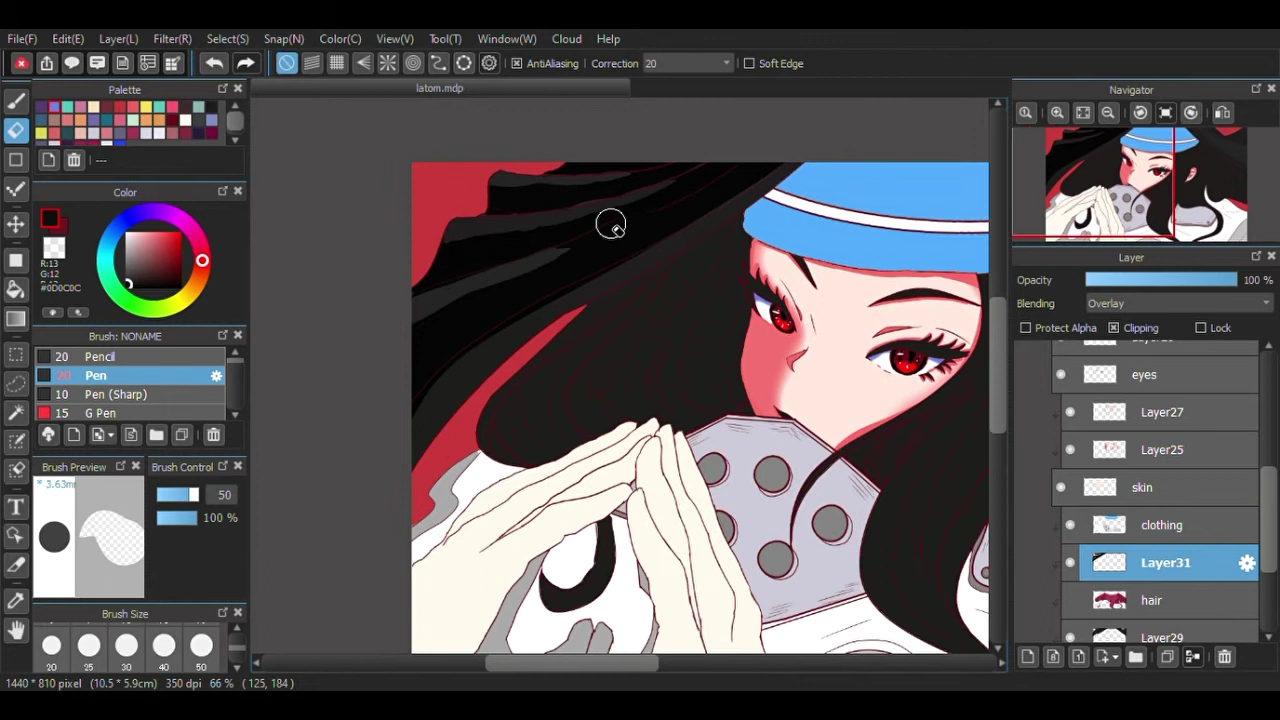 File(F) Edit(E) Layer(L) Filter(R) Select(S) Snap(N) Color(C) View(V) Tool(T) Window(W) Cloud Help
AntiAliasing Correction 20 Soft Edge
Palette
latom.mdp
Navigator
---
Color
R:13
G:12
#0D0C0C
Layer
Opacity 100 %
Blending Overlay
Protect Alpha Clipping Lock
Brush: NONAME
20 Pencil
20 Pen
10 Pen (Sharp)
15 G Pen
eyes
Layer27
Layer25
skin
clothing
Layer31
hair
Layer29
Brush Preview Brush Control
* 3.63m
50
100 %
Brush Size
20 25 30 40 50
1440 * 810 pixel (10.5 * 5.9cm) 350 dpi 66 % ( 125, 184 )